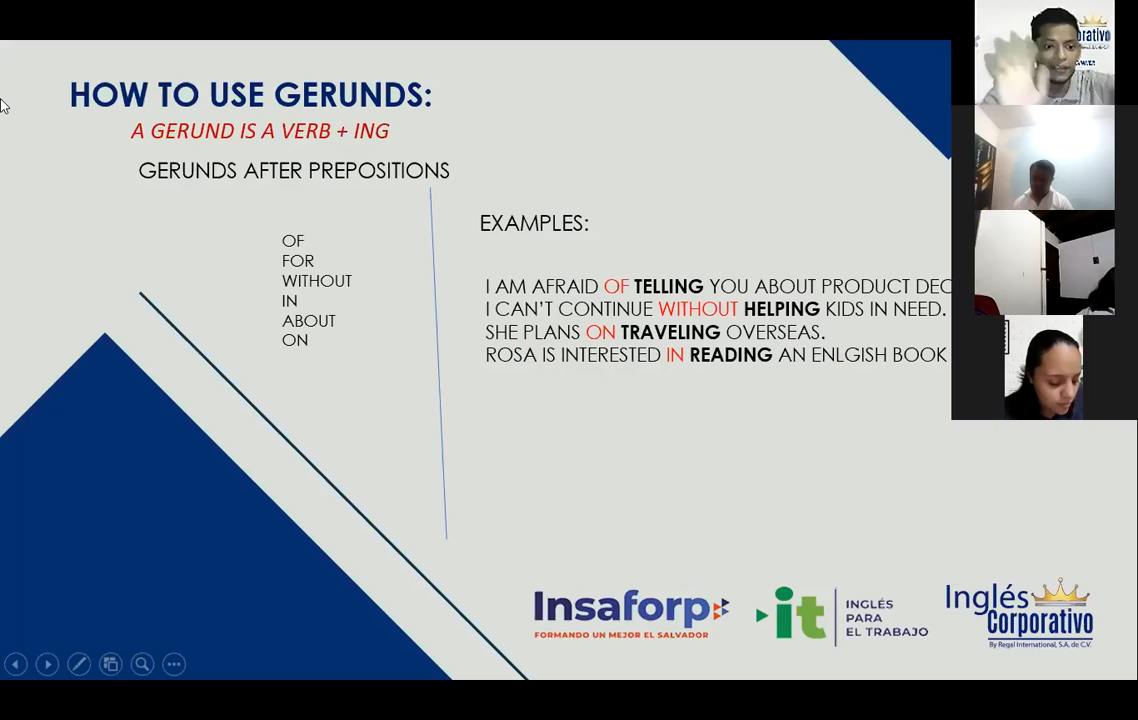 HOW TO USE GERUNDS:
A GERUND IS A VERB + ING
GERUNDS AFTER PREPOSITIONS
OF
FOR
WITHOUT
IN
ABOUT
ON
EXAMPLES:
I AM AFRAID OF TELLING YOU ABOUT PRODUCT DEC
I CAN'T CONTINUE WITHOUT HELPING KIDS IN NEED.
SHE PLANS ON TRAVELING OVERSEAS.
ROSA IS INTERESTED IN READING AN ENLGISH BOOK
Insaforp
FORMANDO UN MEJOR EL SALVADOR
it
INGLÉS
PARA
EL TRABAJO
Inglés
Corporativo
By Regal International, S.A. de C.V.